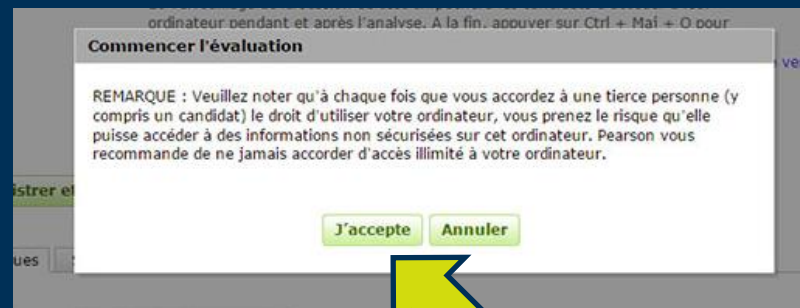 ordinateur pendant et après l'analyse. A la fin, appuyer sur Ctrl + Maj + O pour
Commencer l'évaluation
REMARQUE : Veuillez noter qu'à chaque fois que vous accordez à une tierce personne (y
compris un candidat) le droit d'utiliser votre ordinateur, vous prenez le risque qu'elle
puisse accéder à des informations non sécurisées sur cet ordinateur. Pearson vous
recommande de ne jamais accorder d'accès illimité à votre ordinateur.
istrer et
J'accepte Annuler
ues